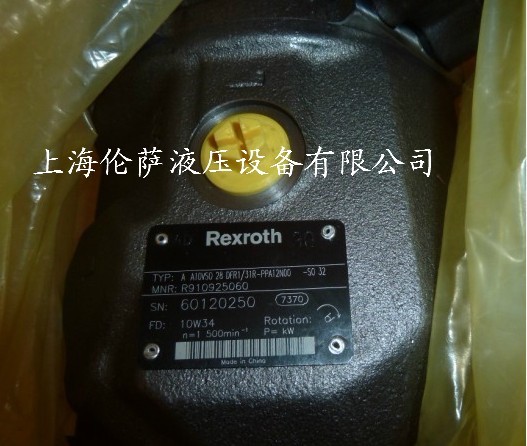 上海伦萨液压设备有限公司
Rexroth
TYP: A A10VSO 28 DFR1/31R-PPA12N00 -SO 32
MNR: R910925060
SN: 60120250 7370
FD: 10W34 Rotation:
n=1 500min⁻¹ P= kW
Made in China